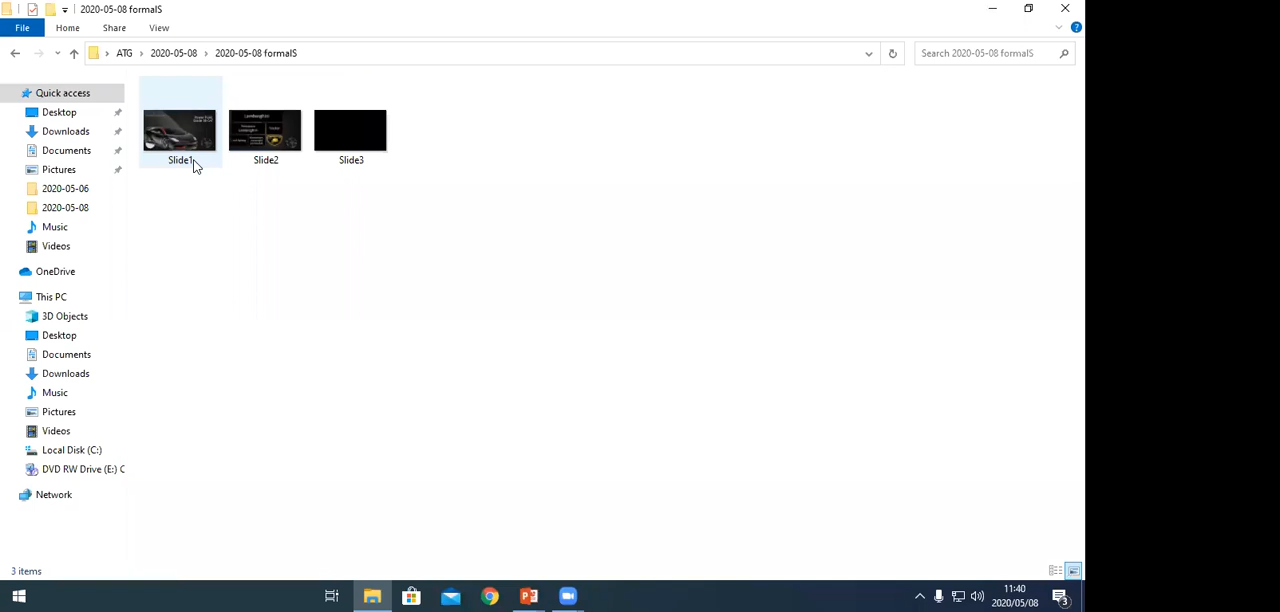 2020-05-08 formalS
File Home Share View
ATG 2020-05-08 2020-05-08 formalS
Search 2020-05-08 formalS
Quick access
Desktop
Downloads
Documents
Pictures
2020-05-06
2020-05-08
Music
Videos
OneDrive
This PC
3D Objects
Desktop
Documents
Downloads
Music
Pictures
Videos
Local Disk (C:)
DVD RW Drive (E:) C
Network
Lamborghini
Slide1 Slide2 Slide3
3 items
11:40
2020/05/08
3